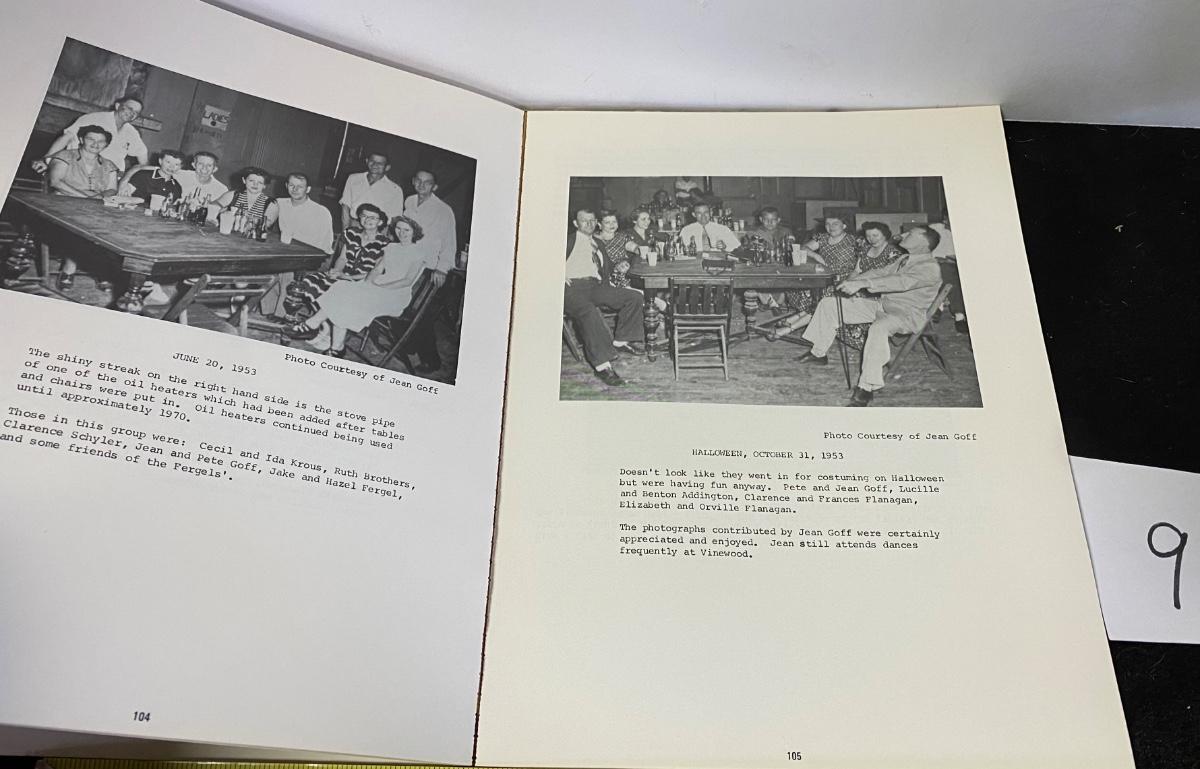 LADIES
Photo Courtesy of Jean Goff
JUNE 20, 1953
The shiny streak on the right hand side is the stove pipe
of one of the oil heaters which had been added after tables
and chairs were put in. Oil heaters continued being used
until approximately 1970.
Those in this group were: Cecil and Ida Krous, Ruth Brothers,
Clarence Schyler, Jean and Pete Goff, Jake and Hazel Fergel,
and some friends of the Fergels'.
104
Photo Courtesy of Jean Goff
HALLOWEEN, OCTOBER 31, 1953
Doesn't look like they went in for costuming on Halloween
but were having fun anyway. Pete and Jean Goff, Lucille
and Benton Addington, Clarence and Frances Flanagan,
Elizabeth and Orville Flanagan.
The photographs contributed by Jean Goff were certainly
appreciated and enjoyed. Jean still attends dances
frequently at Vinewood.
105
9